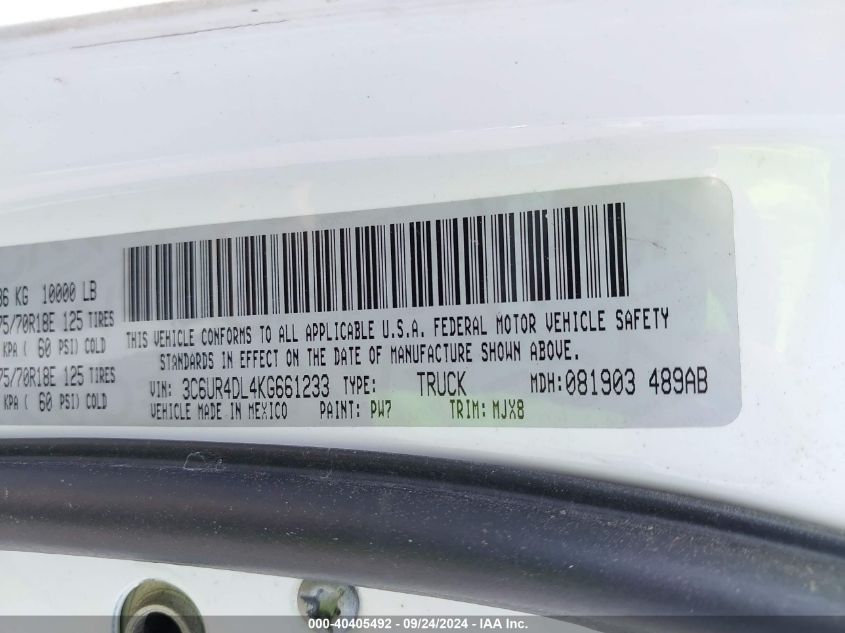 36 KG 10000 LB
75/70R18E 125 TIRES
KPA ( 60 PSI) COLD
75/70R18E 125 TIRES
KPA ( 60 PSI) COLD
THIS VEHICLE CONFORMS TO ALL APPLICABLE U.S.A. FEDERAL MOTOR VEHICLE SAFETY
STANDARDS IN EFFECT ON THE DATE OF MANUFACTURE SHOWN ABOVE.
VIN: 3C6UR4DL4KG661233 TYPE: TRUCK MDH:081903 489AB
VEHICLE MADE IN MEXICO PAINT: PW7 TRIM: MJX8
000-40405492 - 09/24/2024 - IAA Inc.